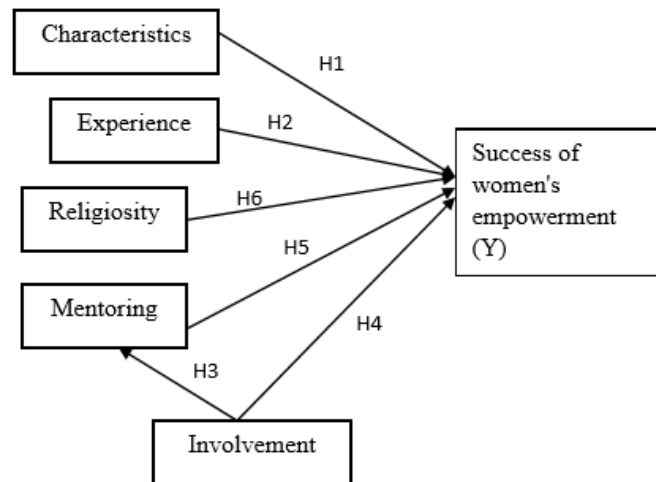 Characteristics
H1
Experience
H2
Success of
women's
empowerment
(Y)
Religiosity
H6
H5
Mentoring
H4
H3
Involvement